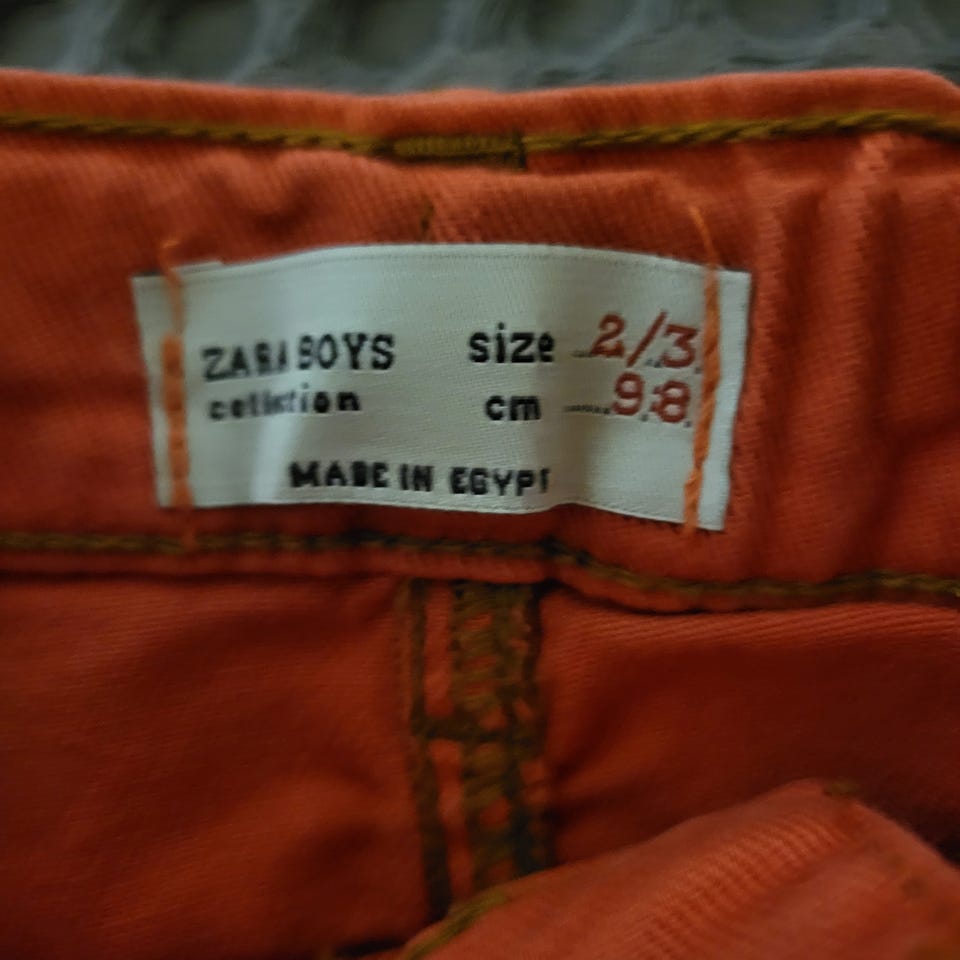 ZARA BOYS size 2/3
collection cm 98
MADE IN EGYPT